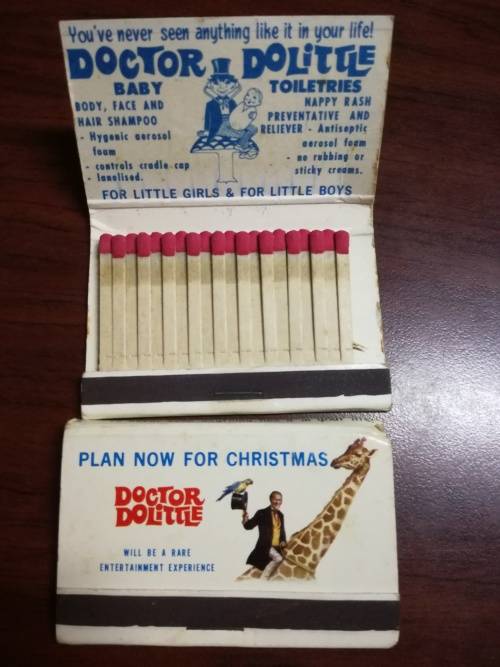 You've never seen anything like it in your life!
DOCTOR DOLITTLE
BABY TOILETRIES
BODY, FACE AND
HAIR SHAMPOO
- Hygenic aerosol
foam
- controls cradle cap
- lanolised.
NAPPY RASH
PREVENTATIVE AND
RELIEVER - Antiseptic
aerosol foam
- no rubbing or
sticky creams.
FOR LITTLE GIRLS & FOR LITTLE BOYS
PLAN NOW FOR CHRISTMAS
DOCTOR
DOLITTLE
WILL BE A RARE
ENTERTAINMENT EXPERIENCE